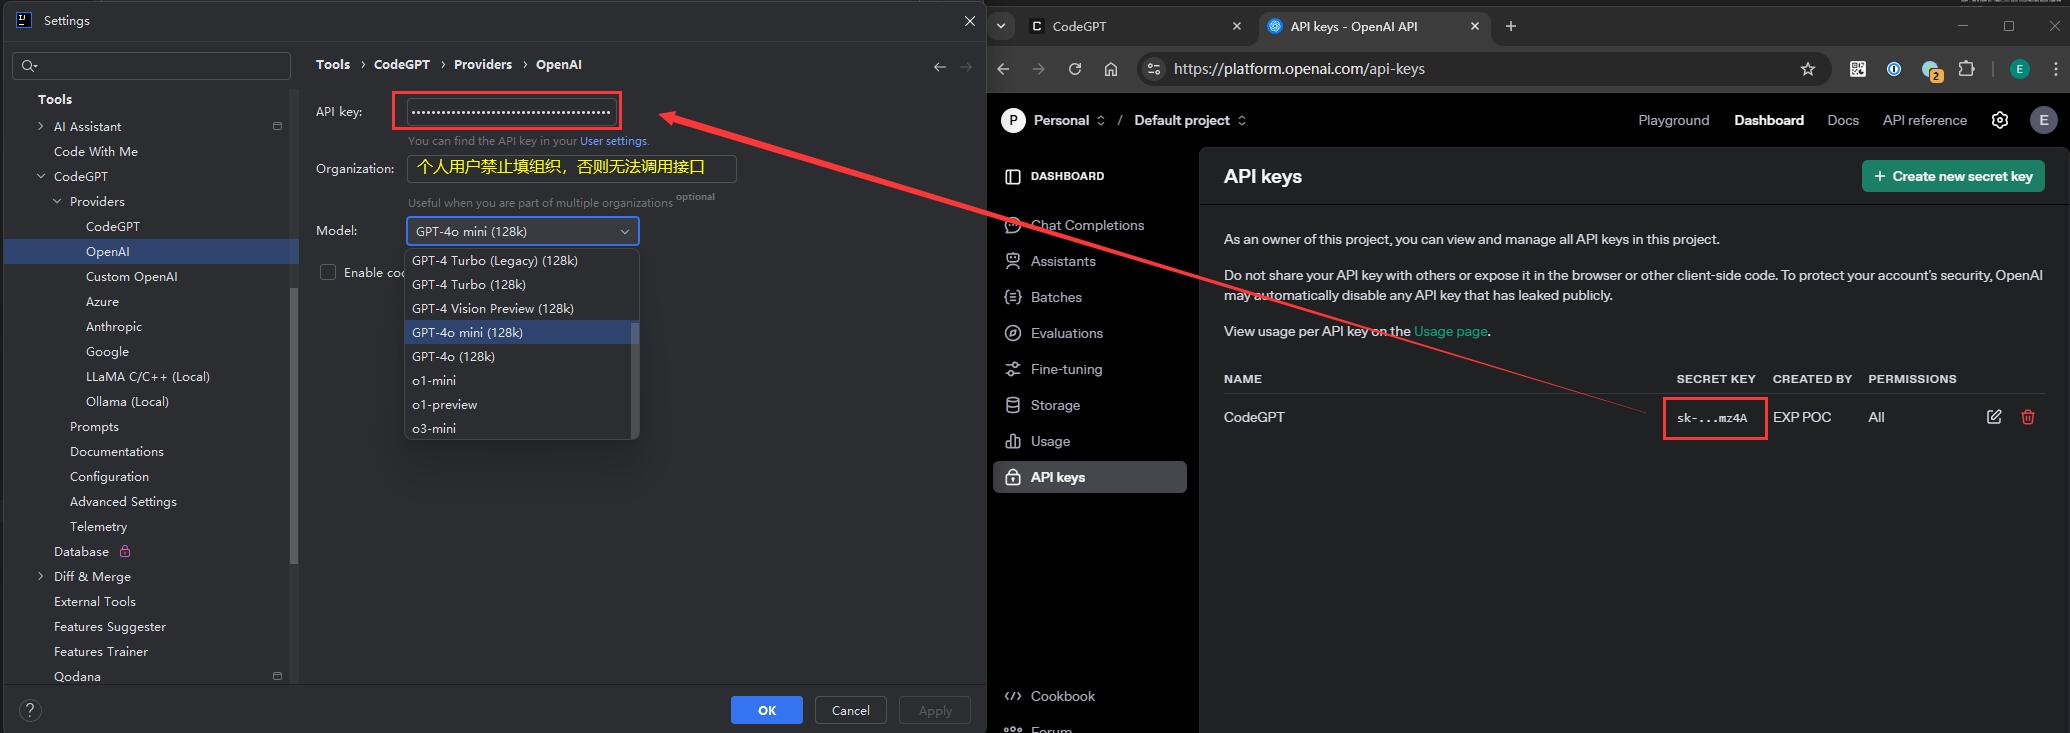 Settings
Tools › CodeGPT › Providers › OpenAI
Tools
AI Assistant
Code With Me
CodeGPT
Providers
CodeGPT
OpenAI
Custom OpenAI
Azure
Anthropic
Google
LLaMA C/C++ (Local)
Ollama (Local)
Prompts
Documentations
Configuration
Advanced Settings
Telemetry
Database
Diff & Merge
External Tools
Features Suggester
Features Trainer
Qodana
API key:
You can find the API key in your User settings.
Organization: 个人用户禁止填组织，否则无法调用接口
Useful when you are part of multiple organizations optional
Model: GPT-4o mini (128k)
Enable co
GPT-4 Turbo (Legacy) (128k)
GPT-4 Turbo (128k)
GPT-4 Vision Preview (128k)
GPT-4o mini (128k)
GPT-4o (128k)
o1-mini
o1-preview
o3-mini
?
OK Cancel Apply
CodeGPT
API keys - OpenAI API
https://platform.openai.com/api-keys
2
E
P Personal / Default project
Playground Dashboard Docs API reference E
DASHBOARD
Chat Completions
Assistants
Batches
Evaluations
Fine-tuning
Storage
Usage
API keys
Cookbook
Forum
API keys
+ Create new secret key
As an owner of this project, you can view and manage all API keys in this project.
Do not share your API key with others or expose it in the browser or other client-side code. To protect your account's security, OpenAI
may automatically disable any API key that has leaked publicly.
View usage per API key on the Usage page.
NAME SECRET KEY CREATED BY PERMISSIONS
CodeGPT sk-...mz4A EXP POC All